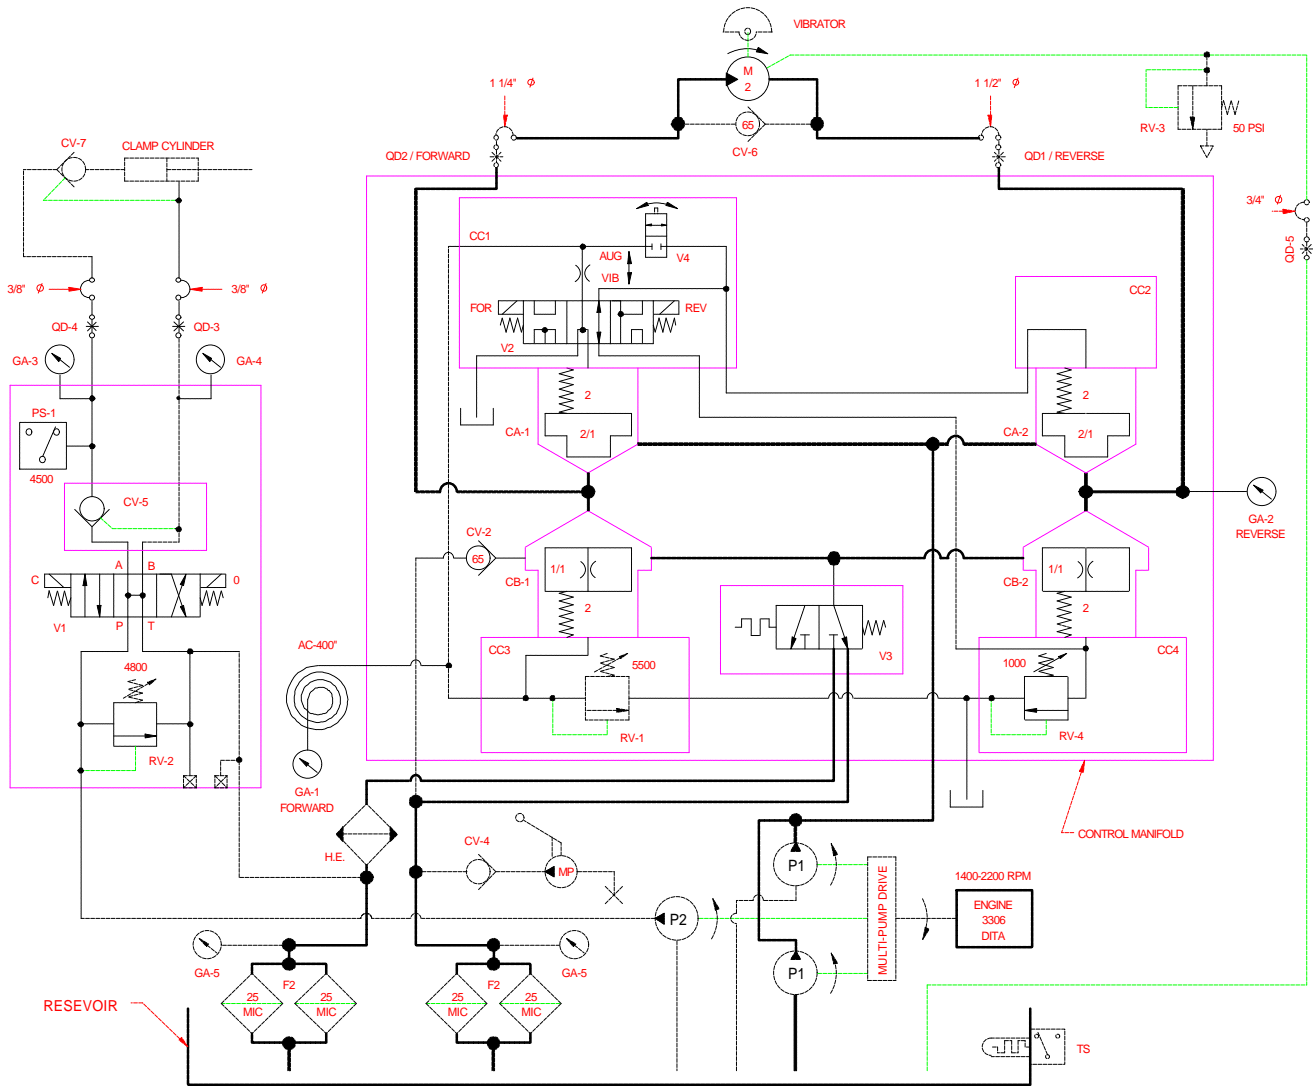 VIBRATOR
M
2
1 1/4" Ø
1 1/2" Ø
65
CV-6
RV-3
50 PSI
CV-7
CLAMP CYLINDER
QD2 / FORWARD
QD1 / REVERSE
3/4" Ø
QD-5
CC1
n
AUG
VIB
V4
CC2
3/8" Ø
3/8" Ø
FOR
REV
QD-4
QD-3
V2
GA-3
GA-4
2
2
PS-1
CA-1
2/1
CA-2
2/1
4500
CV-5
GA-2
REVERSE
CV-2
65
A
B
C
0
CB-1
1/1
CB-2
1/1
2
2
V1
P
T
AC-400"
CC3
5500
V3
1000
CC4
4800
RV-1
RV-4
RV-2
GA-1
FORWARD
CONTROL MANIFOLD
H.E.
CV-4
MP
P1
P2
MULTI-PUMP DRIVE
1400-2200 RPM
ENGINE
3306
DITA
GA-5
F2
F2
GA-5
P1
25
MIC
25
MIC
25
MIC
25
MIC
RESEVOIR
TS